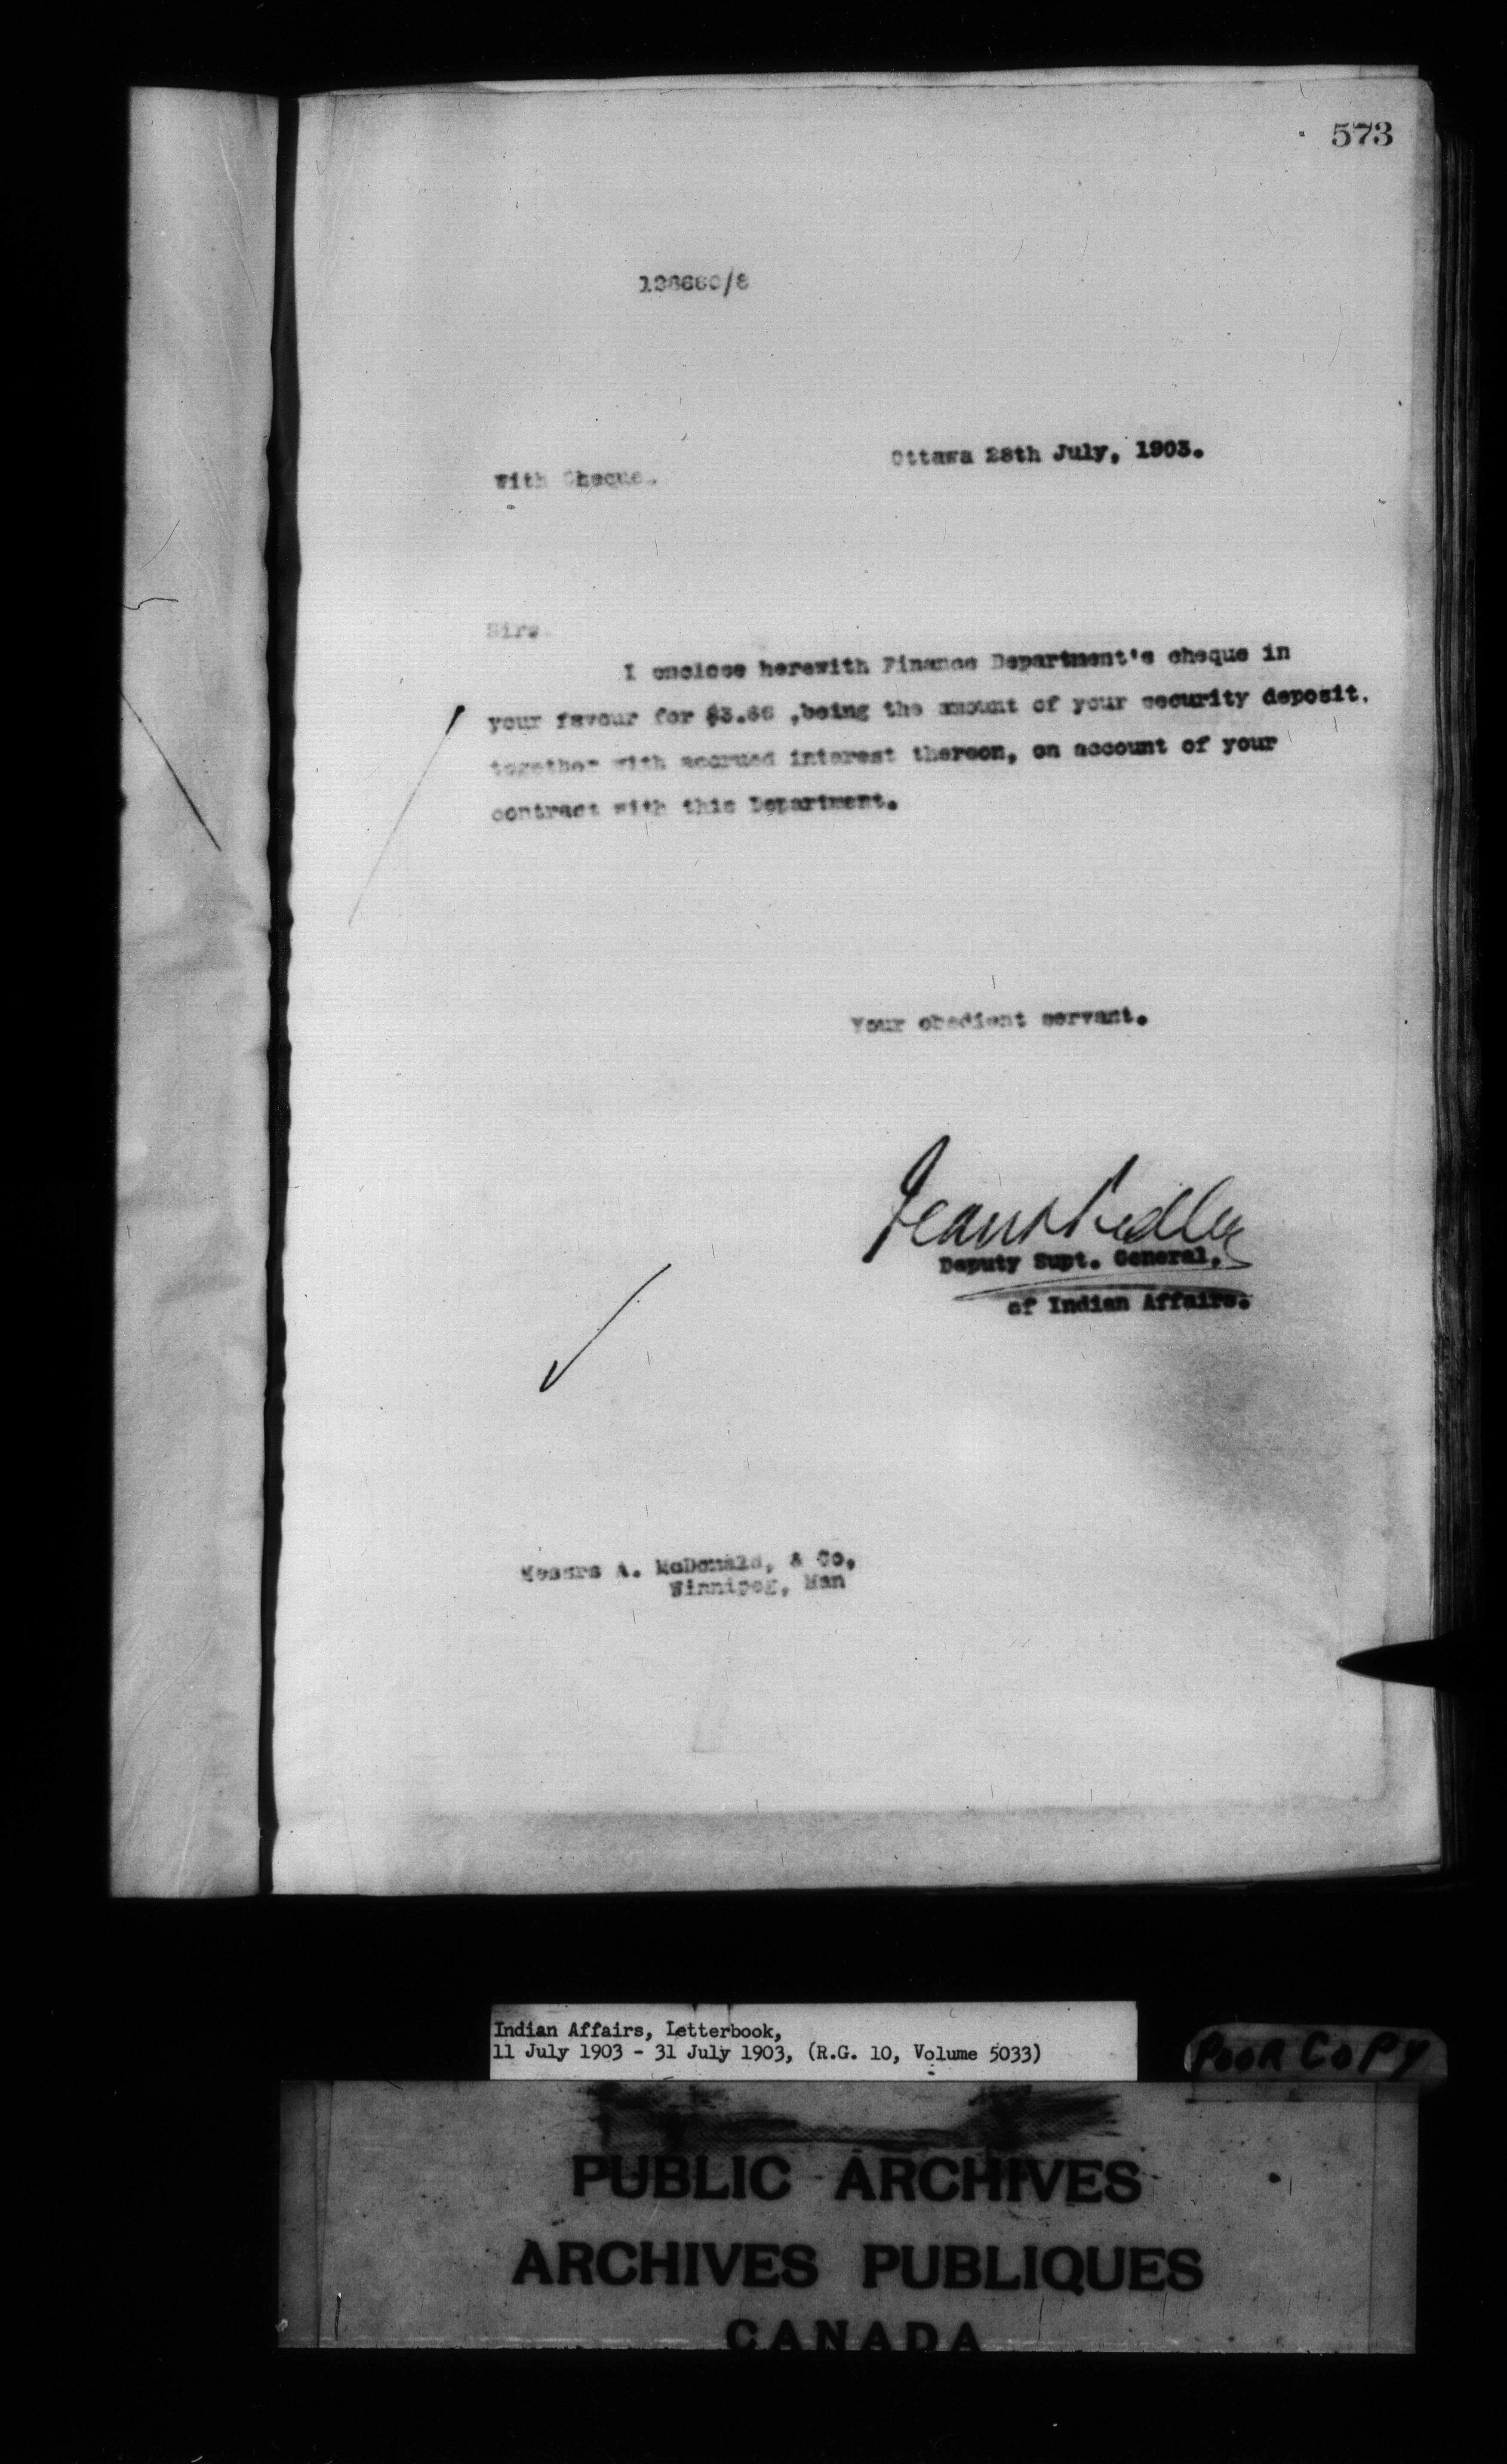 573
Ottawa 28th July, 1903.
With Cheque.
Sirs
I enclose herewith Finance Department's cheque in
your favour for $3.66 ,being the amount of your security deposit.
together with accrued interest thereon, on account of your
contract with this Department.
Your obedient servant.
Deputy Supt. General,
of Indian Affairs.
Messrs A. McDonald, & Co,
Winnipeg, Man
Indian Affairs, Letterbook,
11 July 1903 - 31 July 1903, (R.G. 10, Volume 5033)
POOR COPY
PUBLIC ARCHIVES
ARCHIVES PUBLIQUES
CANADA